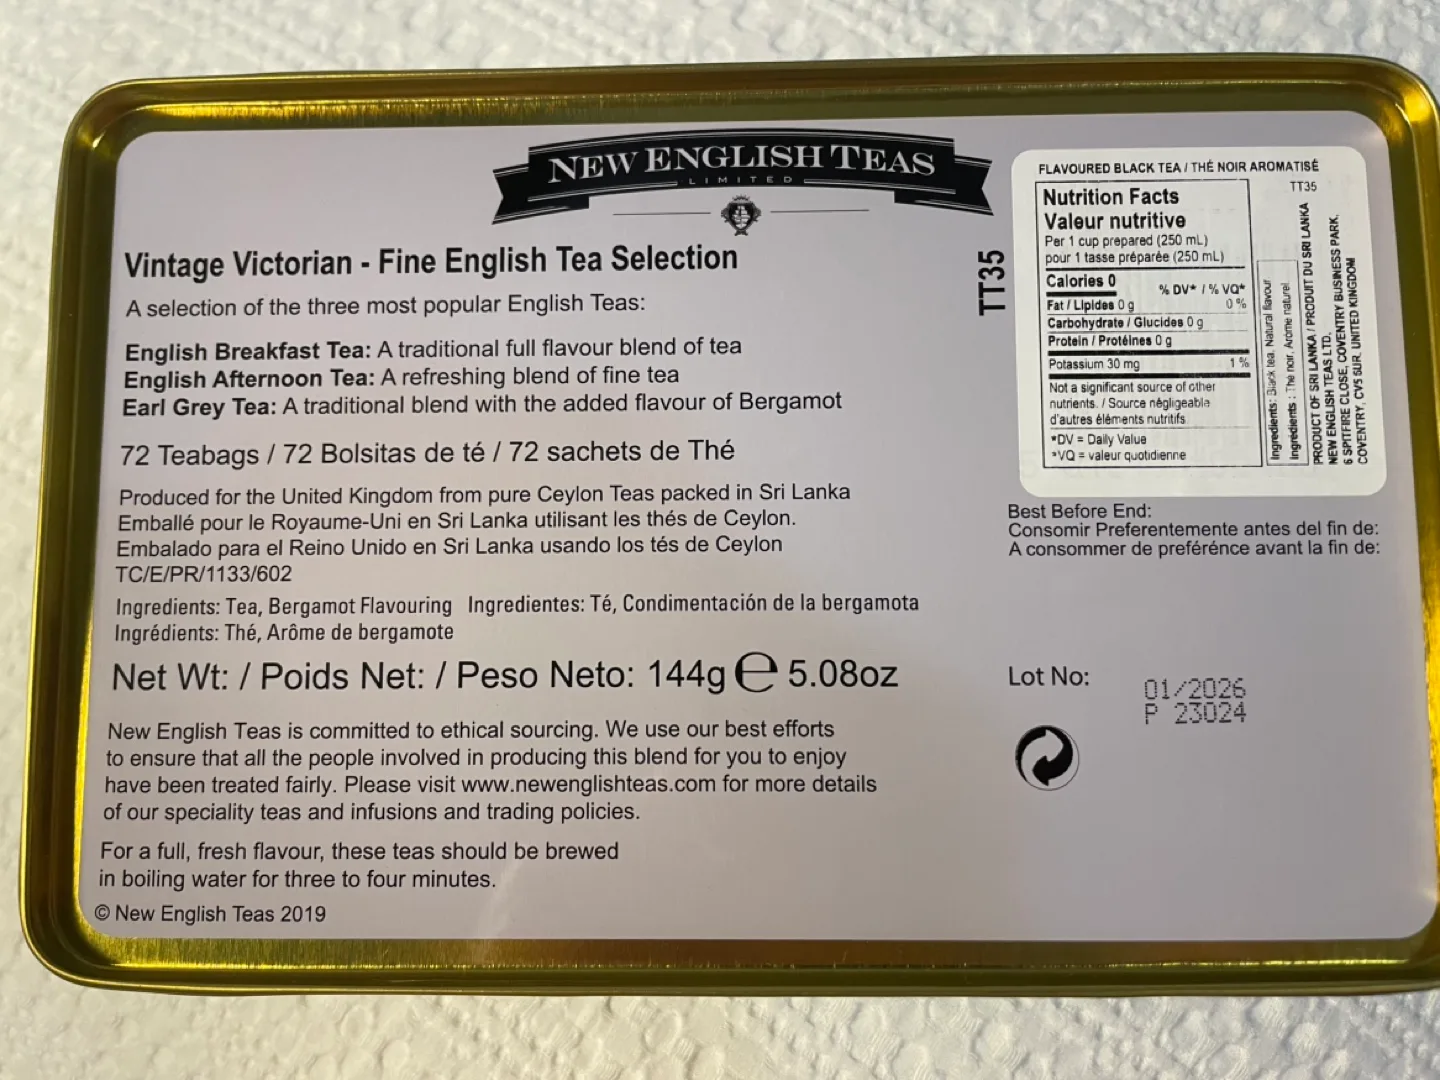 NEW ENGLISH TEAS
LIMITED
Vintage Victorian - Fine English Tea Selection
A selection of the three most popular English Teas:
English Breakfast Tea: A traditional full flavour blend of tea
English Afternoon Tea: A refreshing blend of fine tea
Earl Grey Tea: A traditional blend with the added flavour of Bergamot
72 Teabags / 72 Bolsitas de té / 72 sachets de Thé
Produced for the United Kingdom from pure Ceylon Teas packed in Sri Lanka
Emballé pour le Royaume-Uni en Sri Lanka utilisant les thés de Ceylon.
Embalado para el Reino Unido en Sri Lanka usando los tés de Ceylon
TC/E/PR/1133/602
Ingredients: Tea, Bergamot Flavouring Ingredientes: Té, Condimentación de la bergamota
Ingrédients: Thé, Arôme de bergamote
Net Wt: / Poids Net: / Peso Neto: 144g ℮ 5.08oz
New English Teas is committed to ethical sourcing. We use our best efforts
to ensure that all the people involved in producing this blend for you to enjoy
have been treated fairly. Please visit www.newenglishteas.com for more details
of our speciality teas and infusions and trading policies.
For a full, fresh flavour, these teas should be brewed
in boiling water for three to four minutes.
© New English Teas 2019
TT35
FLAVOURED BLACK TEA / THÉ NOIR AROMATISÉ
TT35
Nutrition Facts
Valeur nutritive
Per 1 cup prepared (250 mL)
pour 1 tasse préparée (250 mL)
Calories 0
% DV* / % VQ*
Fat / Lipides 0 g 0 %
Carbohydrate / Glucides 0 g
Protein / Protéines 0 g
Potassium 30 mg 1 %
Not a significant source of other
nutrients. / Source négligeable
d'autres éléments nutritifs
*DV = Daily Value
*VQ = valeur quotidienne
Ingredients: Black tea, Natural flavour
Ingrédients : The noir, Arôme naturel
PRODUCT OF SRI LANKA / PRODUIT DU SRI LANKA
NEW ENGLISH TEAS LTD.
6 SPITFIRE CLOSE, COVENTRY BUSINESS PARK,
COVENTRY, CV5 6UR, UNITED KINGDOM
Best Before End:
Consomir Preferentemente antes del fin de:
A consommer de preférénce avant la fin de:
Lot No:
01/2026
P 23024